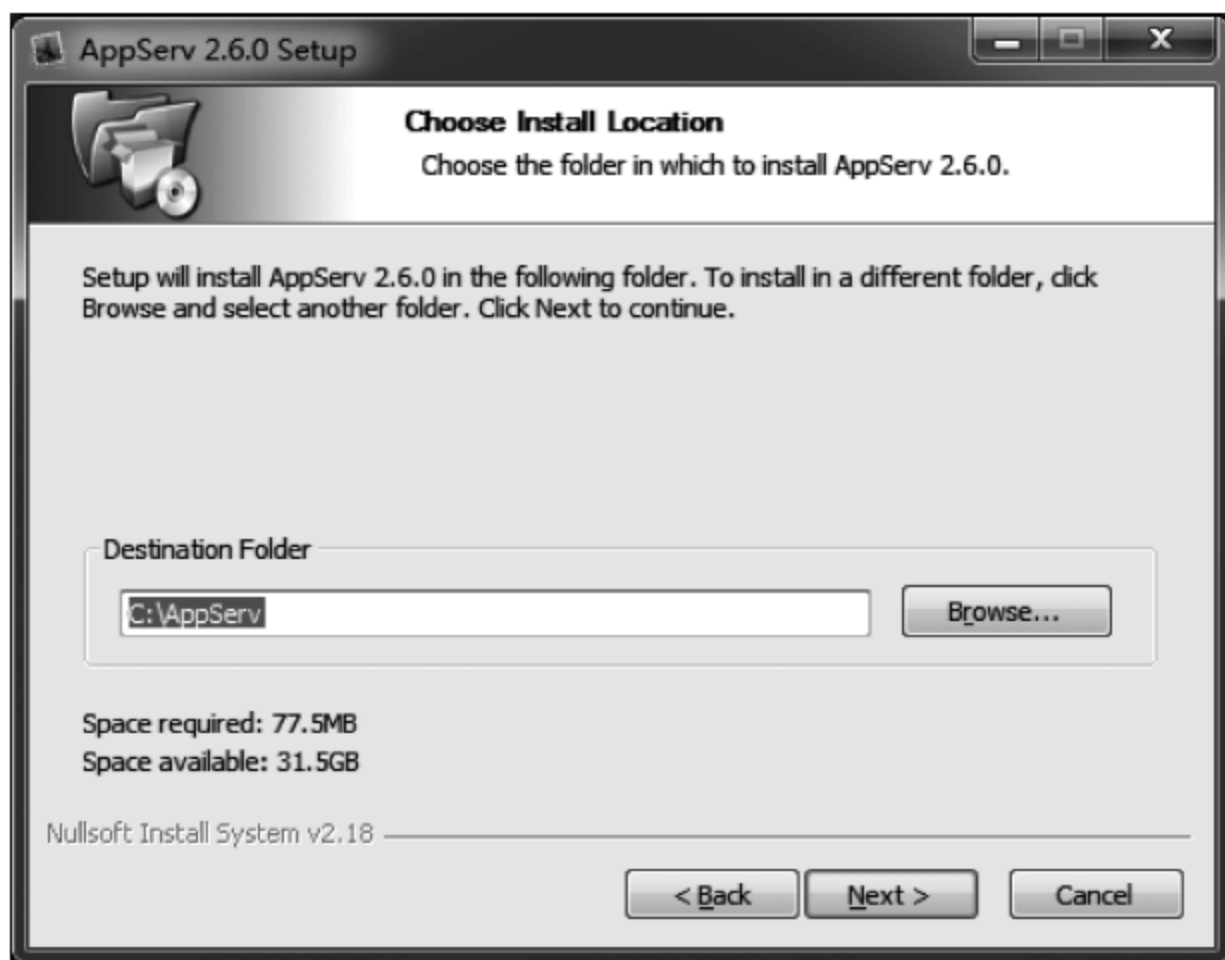 AppServ 2.6.0 Setup
Choose Install Location
Choose the folder in which to install AppServ 2.6.0.
Setup will install AppServ 2.6.0 in the following folder. To install in a different folder, click
Browse and select another folder. Click Next to continue.
Destination Folder
C:\AppServ
Browse...
Space required: 77.5MB
Space available: 31.5GB
Nullsoft Install System v2.18
< Back
Next >
Cancel